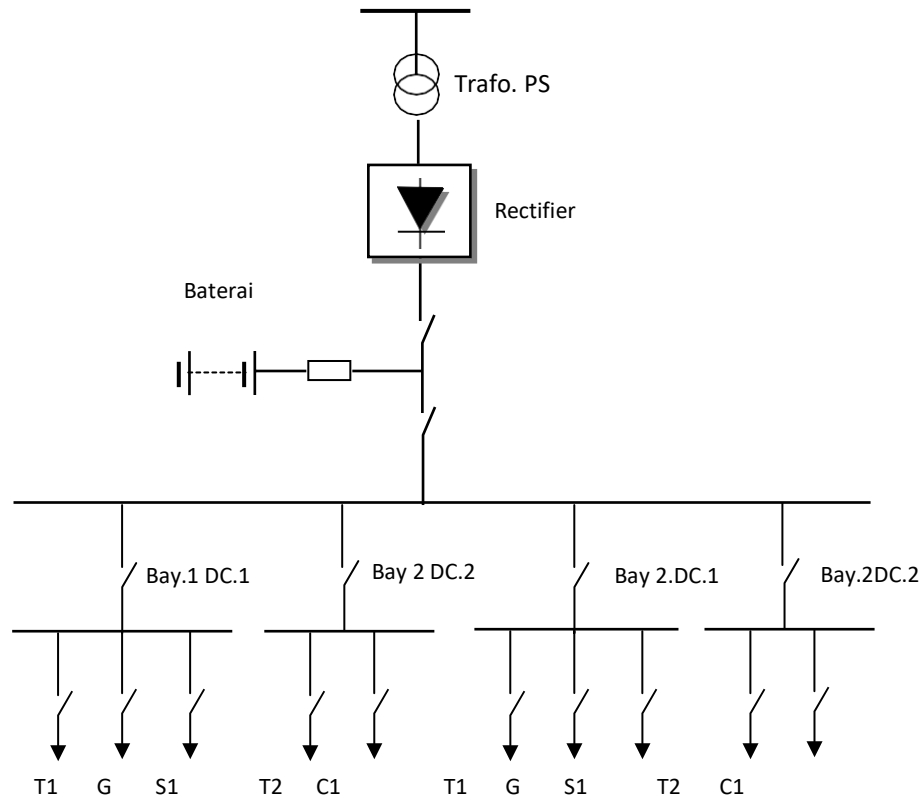 Trafo. PS
Rectifier
Baterai
Bay.1 DC.1
Bay 2 DC.2
Bay 2.DC.1
Bay.2DC.2
T1 G S1 T2 C1 T1 G S1 T2 C1